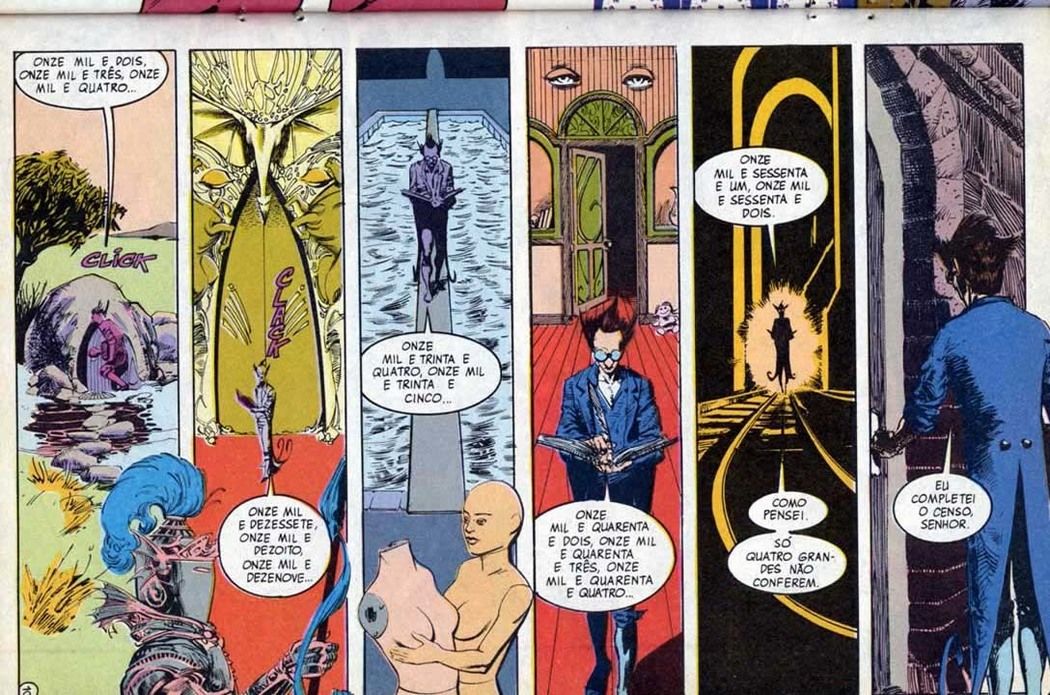 ONZE MIL E DOIS,
ONZE MIL E TRÊS, ONZE
MIL E QUATRO...
CLICK
CLACK
ONZE MIL
E DEZESSETE,
ONZE MIL E
DEZOITO,
ONZE MIL E
DEZENOVE...
ONZE
MIL E TRINTA E
QUATRO, ONZE MIL
E TRINTA E
CINCO...
ONZE
MIL E QUARENTA
E DOIS, ONZE MIL
E QUARENTA
E TRÊS, ONZE
MIL E QUARENTA
E QUATRO...
ONZE
MIL E SESSENTA
E UM, ONZE MIL
E SESSENTA E
DOIS.
COMO
PENSEI.
SÓ
QUATRO GRAN-
DES NÃO
CONFEREM.
EU
COMPLETEI
O CENSO,
SENHOR.